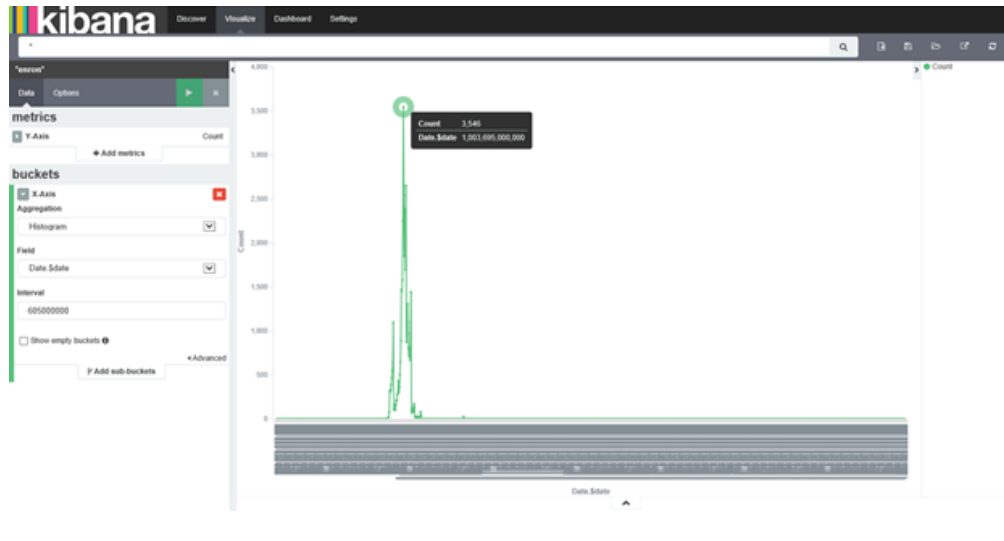 kibana Discover Visualize Dashboard Settings
*
"enron"
Data Options
metrics
Y-Axis Count
+ Add metrics
buckets
X-Axis
Aggregation
Histogram
Field
Date.$date
Interval
605000000
Show empty buckets
Advanced
Add sub-buckets
4,000
3,500
3,000
2,500
2,000
1,500
1,000
500
0
Count
Count 3,546
Date.$date 1,003,695,000,000
Date.$date
Count